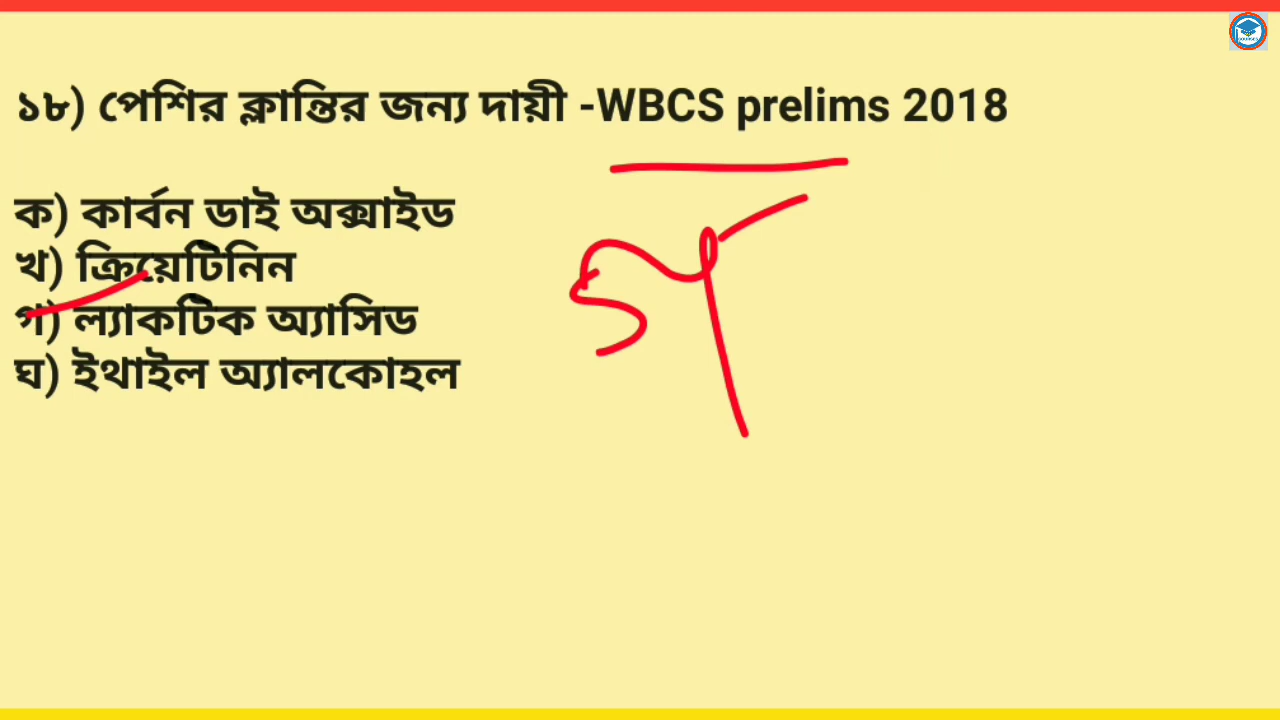 ১৮) পেশির ক্লান্তির জন্য দায়ী -WBCS prelims 2018
ক) কার্বন ডাই অক্সাইড
খ) ক্রিয়েটিনিন
গ) ল্যাকটিক অ্যাসিড
ঘ) ইথাইল অ্যালকোহল